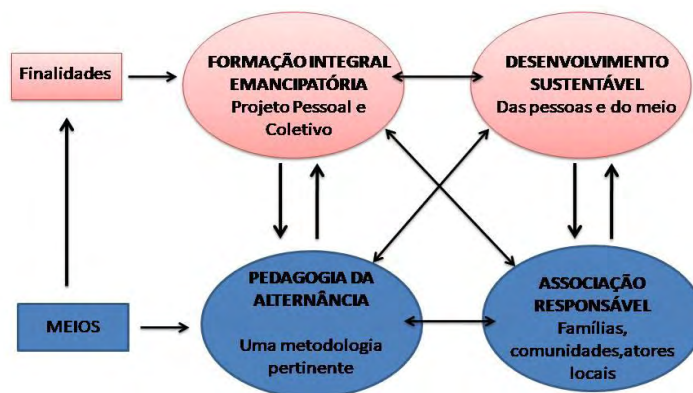 Finalidades
FORMAÇÃO INTEGRAL
EMANCIPATÓRIA
Projeto Pessoal e
Coletivo
DESENVOLVIMENTO
SUSTENTÁVEL
Das pessoas e do meio
MEIOS
PEDAGOGIA DA
ALTERNÂNCIA
Uma metodologia
pertinente
ASSOCIAÇÃO
RESPONSÁVEL
Famílias,
comunidades,atores
locais